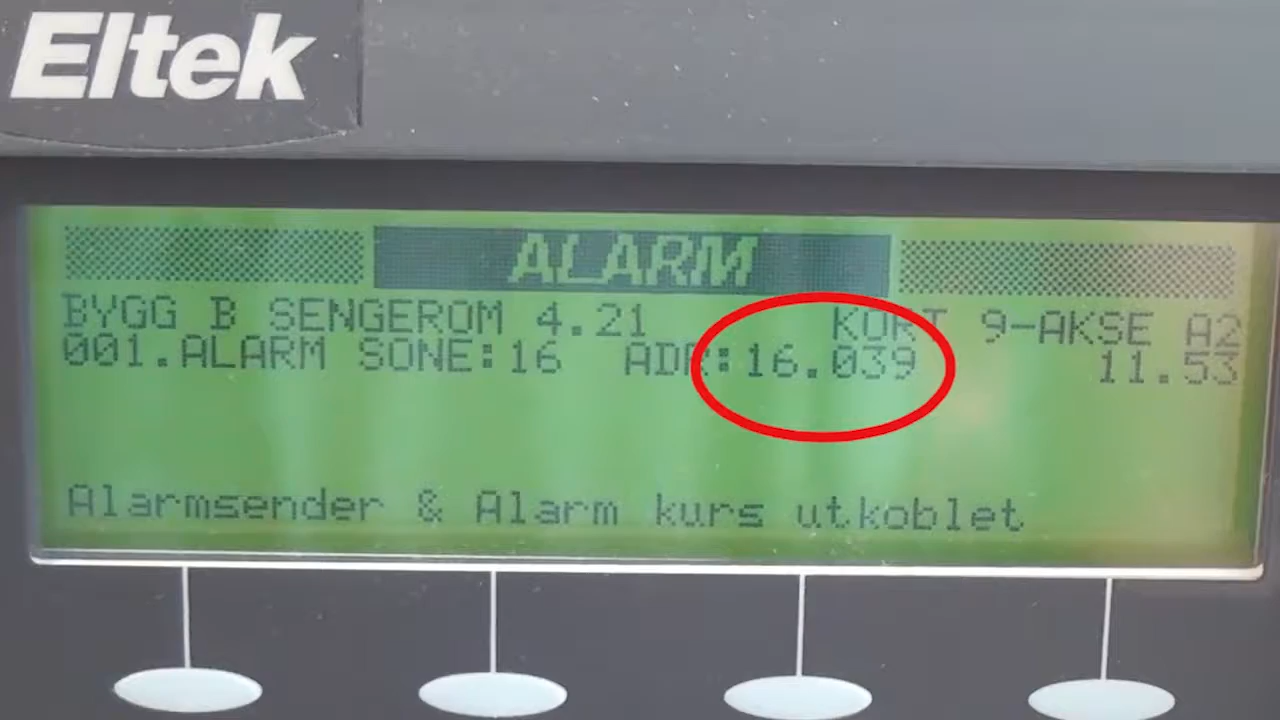 Eltek
ALARM
BYGG B SENGEROM 4.21 KORT 9-AKSE A2
001.ALARM SONE:16 ADR:16.039 11.53
Alarmsender & Alarm kurs utkoblet